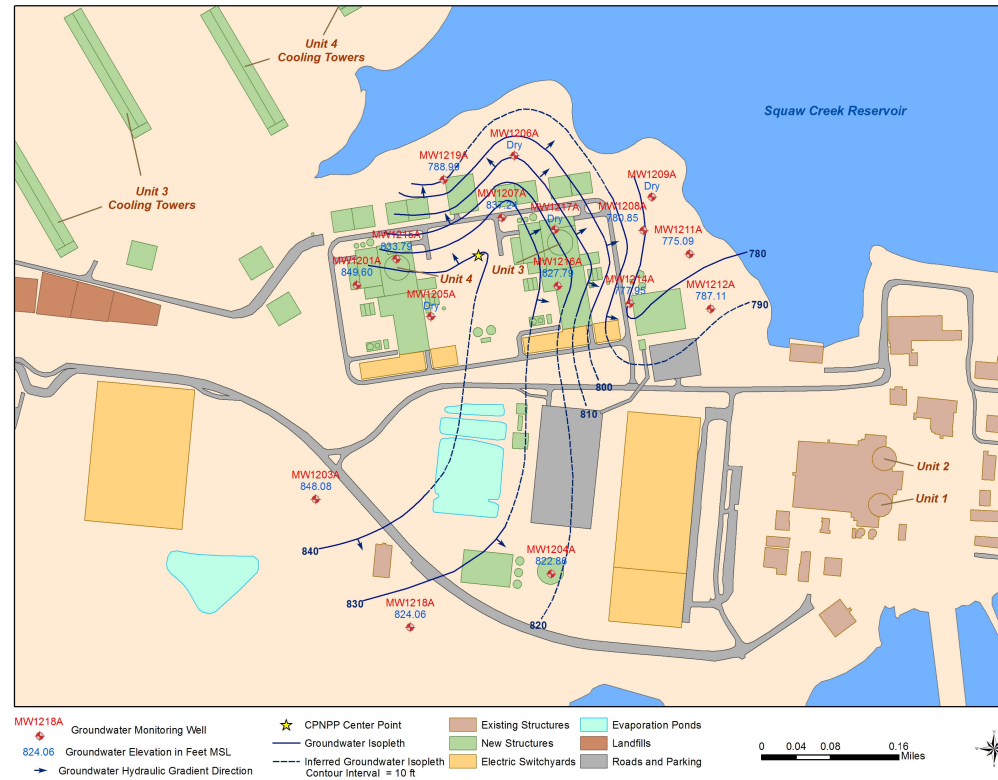 Unit 4
Cooling Towers
Squaw Creek Reservoir
Unit 3
Cooling Towers
MW1206A
Dry
MW1219A
788.99
MW1209A
Dry
MW1207A
837.24
MW1217A
Dry
MW1208A
780.85
MW1215A
833.79
MW1211A
775.09
780
MW1201A
849.60
Unit 4
Unit 3
MW1216A
827.79
MW1214A
777.95
MW1212A
787.11
790
MW1205A
Dry
800
810
Unit 2
Unit 1
MW1203A
848.08
840
MW1204A
822.86
830
MW1218A
824.06
820
MW1218A
Groundwater Monitoring Well
824.06
Groundwater Elevation in Feet MSL
Groundwater Hydraulic Gradient Direction
CPNPP Center Point
Groundwater Isopleth
Inferred Groundwater Isopleth
Contour Interval = 10 ft
Existing Structures
New Structures
Electric Switchyards
Evaporation Ponds
Landfills
Roads and Parking
0 0.04 0.08 0.16
Miles